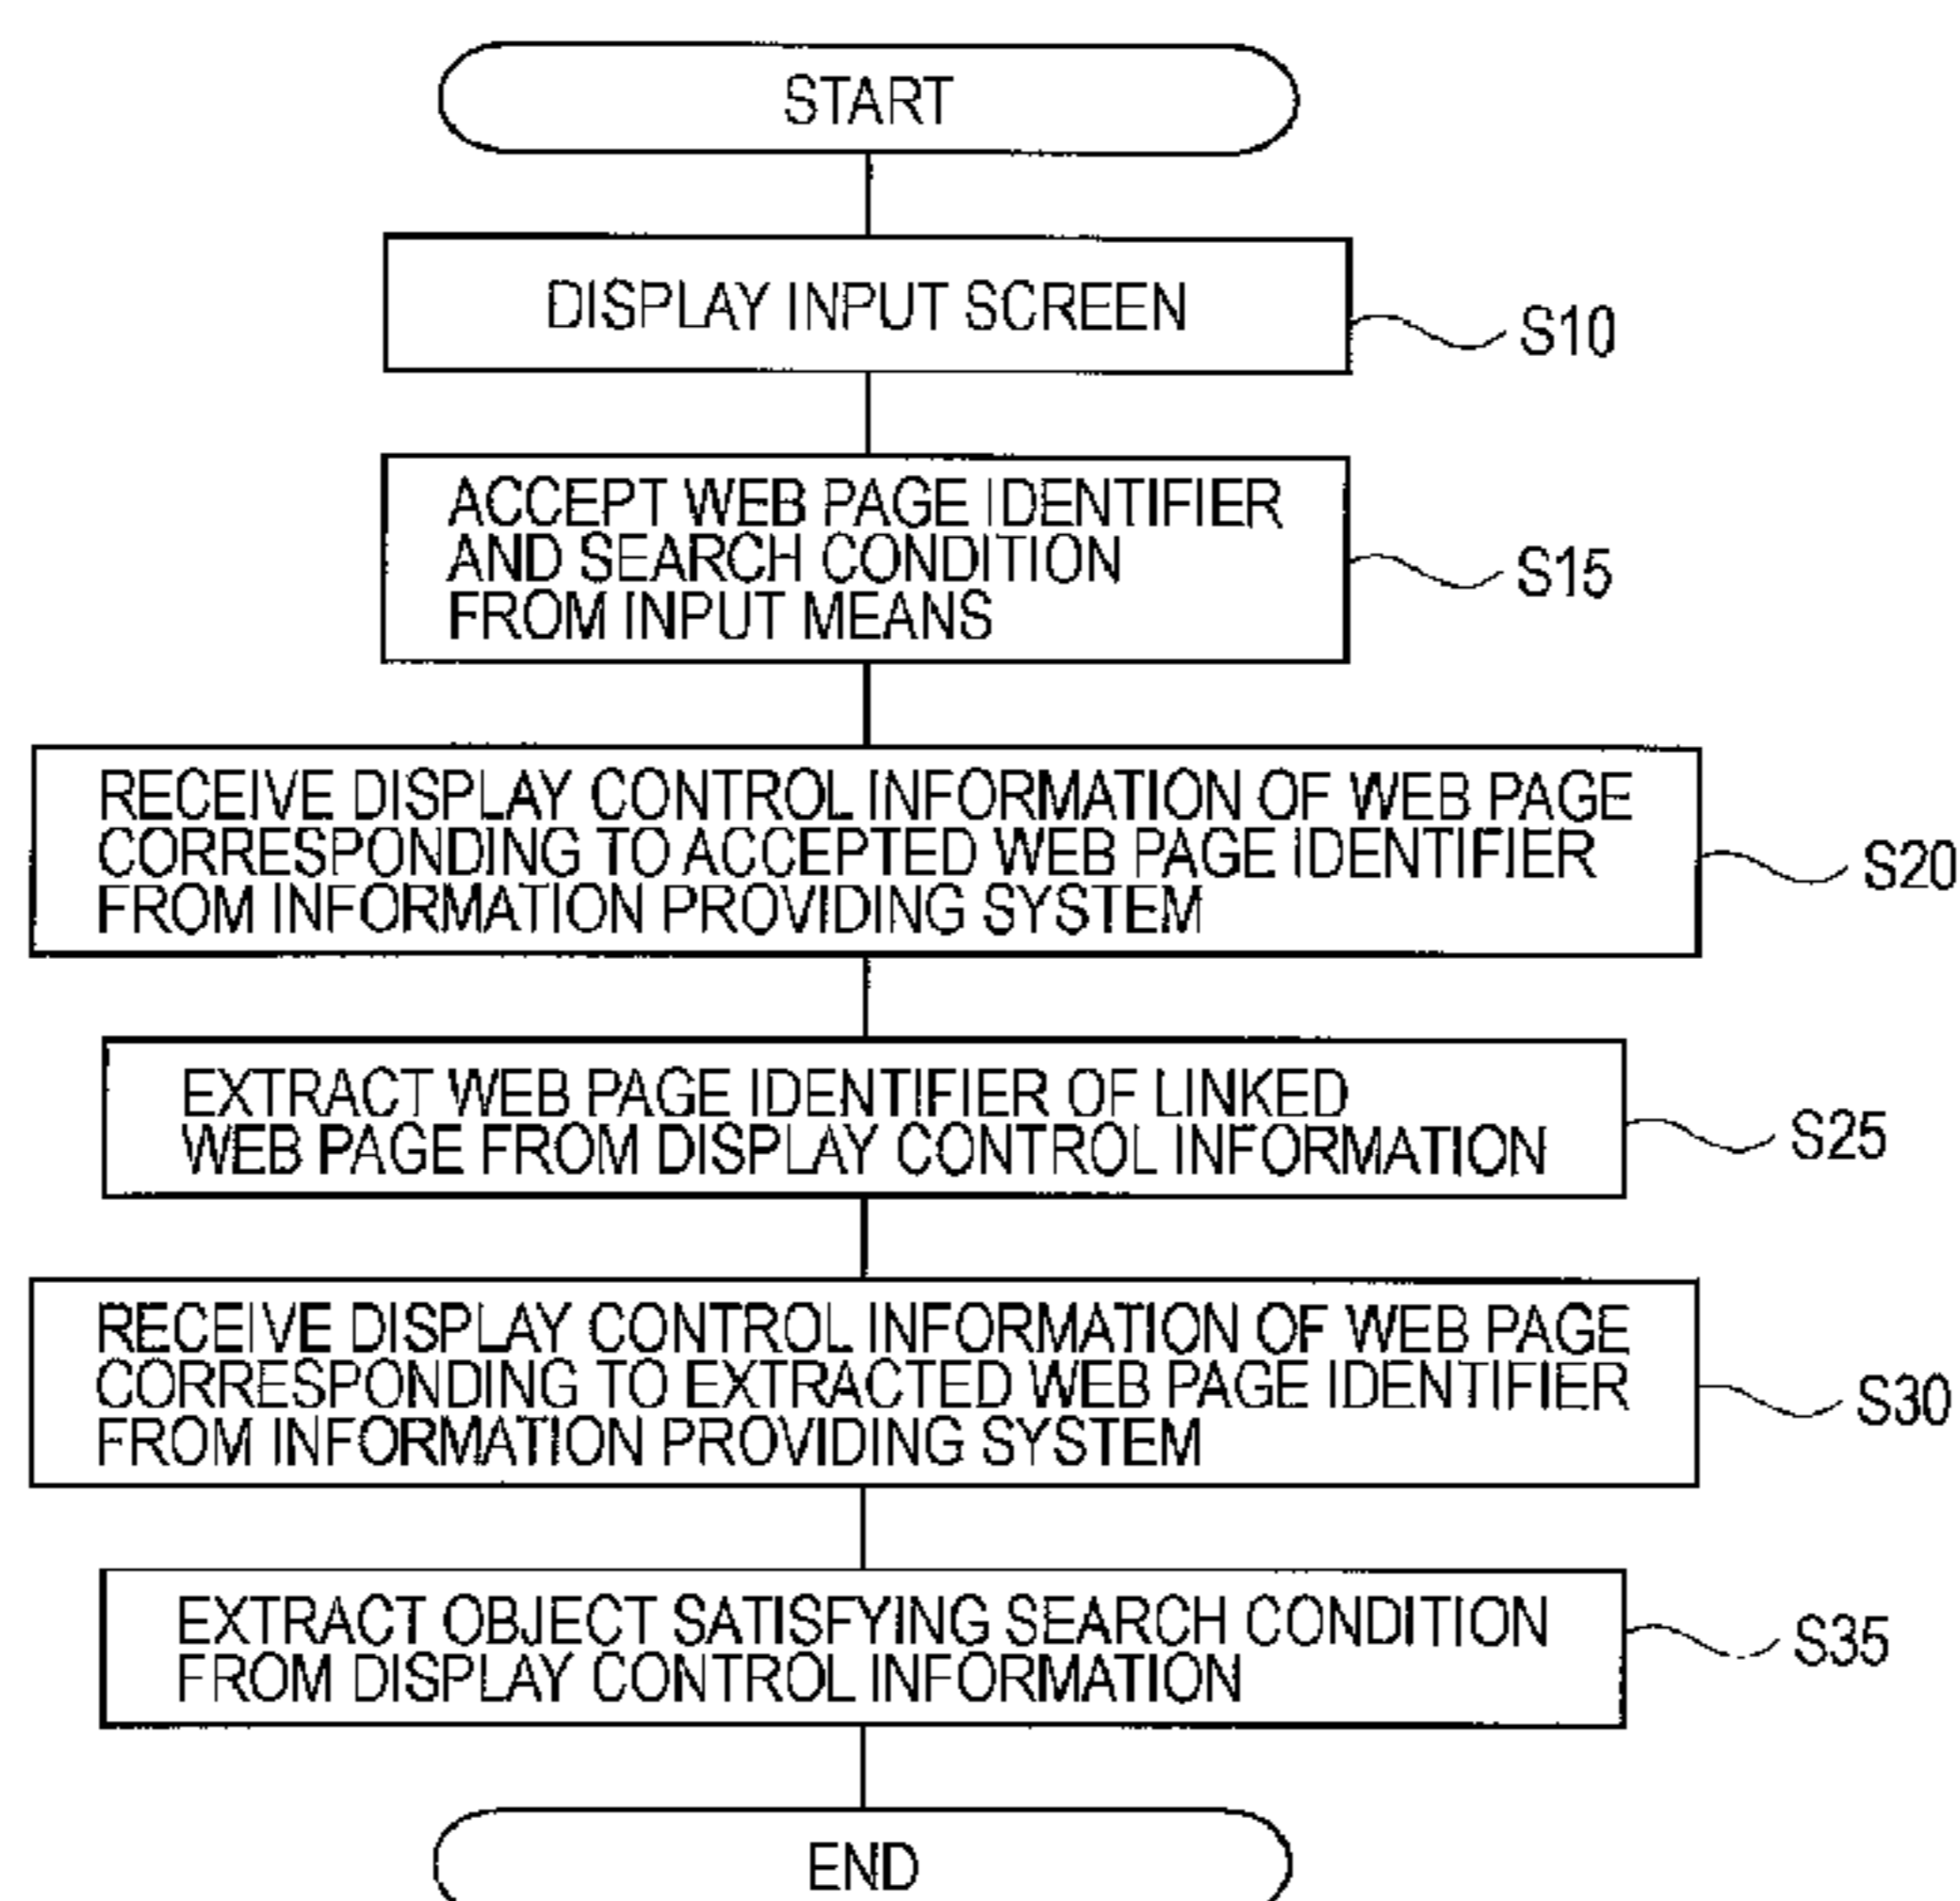 START
DISPLAY INPUT SCREEN
S10
ACCEPT WEB PAGE IDENTIFIER
AND SEARCH CONDITION
FROM INPUT MEANS
S15
RECEIVE DISPLAY CONTROL INFORMATION OF WEB PAGE
CORRESPONDING TO ACCEPTED WEB PAGE IDENTIFIER
FROM INFORMATION PROVIDING SYSTEM
S20
EXTRACT WEB PAGE IDENTIFIER OF LINKED
WEB PAGE FROM DISPLAY CONTROL INFORMATION
S25
RECEIVE DISPLAY CONTROL INFORMATION OF WEB PAGE
CORRESPONDING TO EXTRACTED WEB PAGE IDENTIFIER
FROM INFORMATION PROVIDING SYSTEM
S30
EXTRACT OBJECT SATISFYING SEARCH CONDITION
FROM DISPLAY CONTROL INFORMATION
S35
END